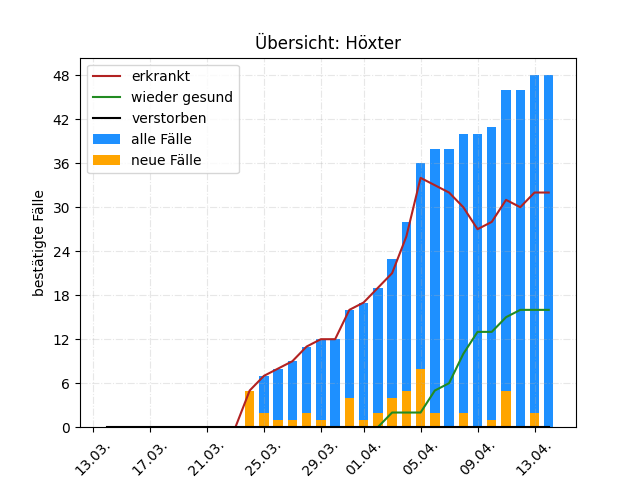 Übersicht: Höxter
bestätigte Fälle
48
42
36
30
24
18
12
6
0
erkrankt
wieder gesund
verstorben
alle Fälle
neue Fälle
13.03.
17.03.
21.03.
25.03.
29.03.
01.04.
05.04.
09.04.
13.04.